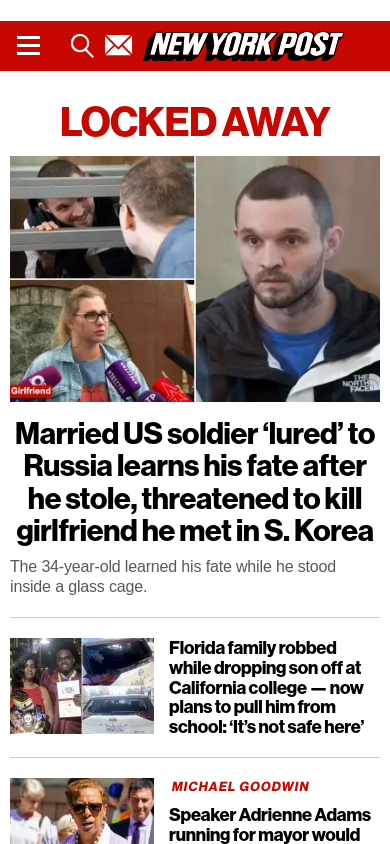 NEW YORK POST
LOCKED AWAY
Girlfriend
THE
NORTH
FACE
Married US soldier ‘lured’ to
Russia learns his fate after
he stole, threatened to kill
girlfriend he met in S. Korea
The 34-year-old learned his fate while he stood
inside a glass cage.
Florida family robbed
while dropping son off at
California college — now
plans to pull him from
school: ‘It’s not safe here’
MICHAEL GOODWIN
Speaker Adrienne Adams
running for mayor would